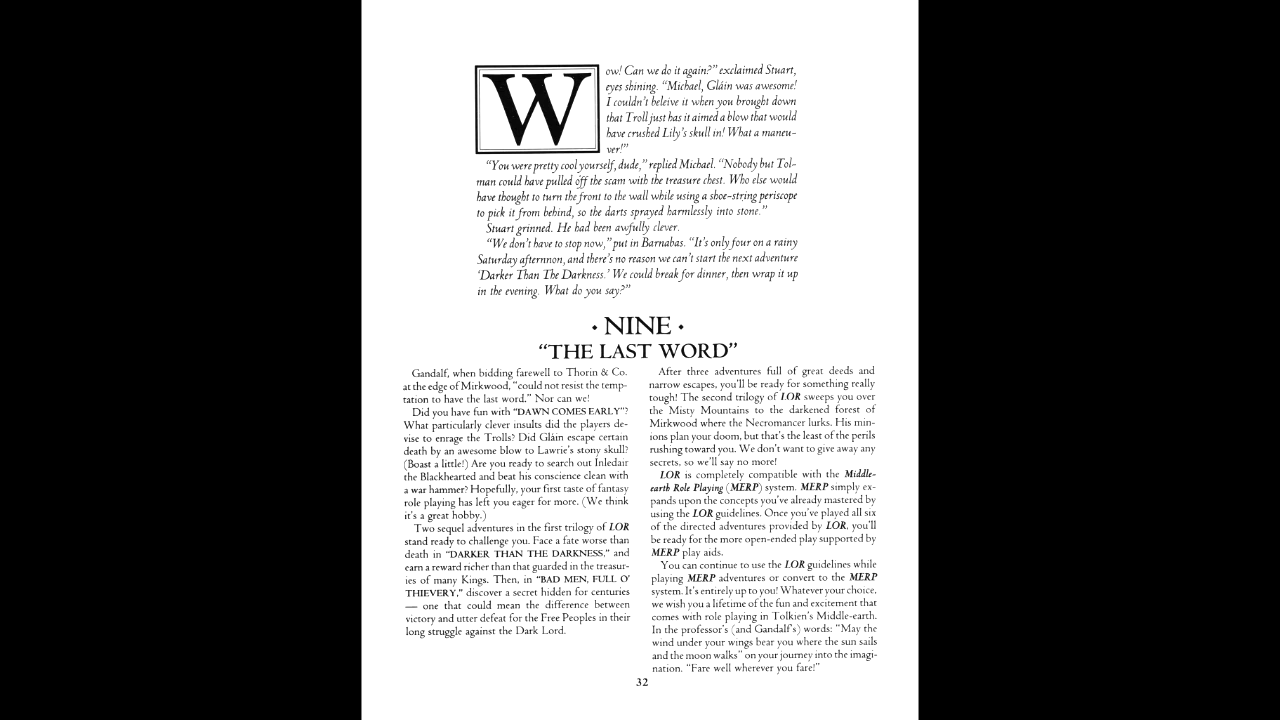 W
ow! Can we do it again?” exclaimed Stuart,
eyes shining. “Michael, Gláin was awesome!
I couldn’t beleive it when you brought down
that Troll just has it aimed a blow that would
have crushed Lily’s skull in! What a maneu-
ver!”
“You were pretty cool yourself, dude,” replied Michael. “Nobody but Tol-
man could have pulled off the scam with the treasure chest. Who else would
have thought to turn the front to the wall while using a shoe-string periscope
to pick it from behind, so the darts sprayed harmlessly into stone.”
Stuart grinned. He had been awfully clever.
“We don’t have to stop now,” put in Barnabas. “It’s only four on a rainy
Saturday afternnon, and there’s no reason we can’t start the next adventure
‘Darker Than The Darkness.’ We could break for dinner, then wrap it up
in the evening. What do you say?”
• NINE •
“THE LAST WORD”
Gandalf, when bidding farewell to Thorin & Co.
at the edge of Mirkwood, “could not resist the temp-
tation to have the last word.” Nor can we!
Did you have fun with “DAWN COMES EARLY”?
What particularly clever insults did the players de-
vise to enrage the Trolls? Did Gláin escape certain
death by an awesome blow to Lawrie’s stony skull?
(Boast a little!) Are you ready to search out Inledair
the Blackhearted and beat his conscience clean with
a war hammer? Hopefully, your first taste of fantasy
role playing has left you eager for more. (We think
it’s a great hobby.)
Two sequel adventures in the first trilogy of LOR
stand ready to challenge you. Face a fate worse than
death in “DARKER THAN THE DARKNESS,” and
earn a reward richer than that guarded in the treasur-
ies of many Kings. Then, in “BAD MEN, FULL O’
THIEVERY,” discover a secret hidden for centuries
— one that could mean the difference between
victory and utter defeat for the Free Peoples in their
long struggle against the Dark Lord.
After three adventures full of great deeds and
narrow escapes, you’ll be ready for something really
tough! The second trilogy of LOR sweeps you over
the Misty Mountains to the darkened forest of
Mirkwood where the Necromancer lurks. His min-
ions plan your doom, but that’s the least of the perils
rushing toward you. We don’t want to give away any
secrets, so we’ll say no more!
LOR is completely compatible with the Middle-
earth Role Playing (MERP) system. MERP simply ex-
pands upon the concepts you’ve already mastered by
using the LOR guidelines. Once you’ve played all six
of the directed adventures provided by LOR, you’ll
be ready for the more open-ended play supported by
MERP play aids.
You can continue to use the LOR guidelines while
playing MERP adventures or convert to the MERP
system. It’s entirely up to you! Whatever your choice,
we wish you a lifetime of the fun and excitement that
comes with role playing in Tolkien’s Middle-earth.
In the professor’s (and Gandalf’s) words: “May the
wind under your wings bear you where the sun sails
and the moon walks” on your journey into the imagi-
nation. “Fare well wherever you fare!”
32